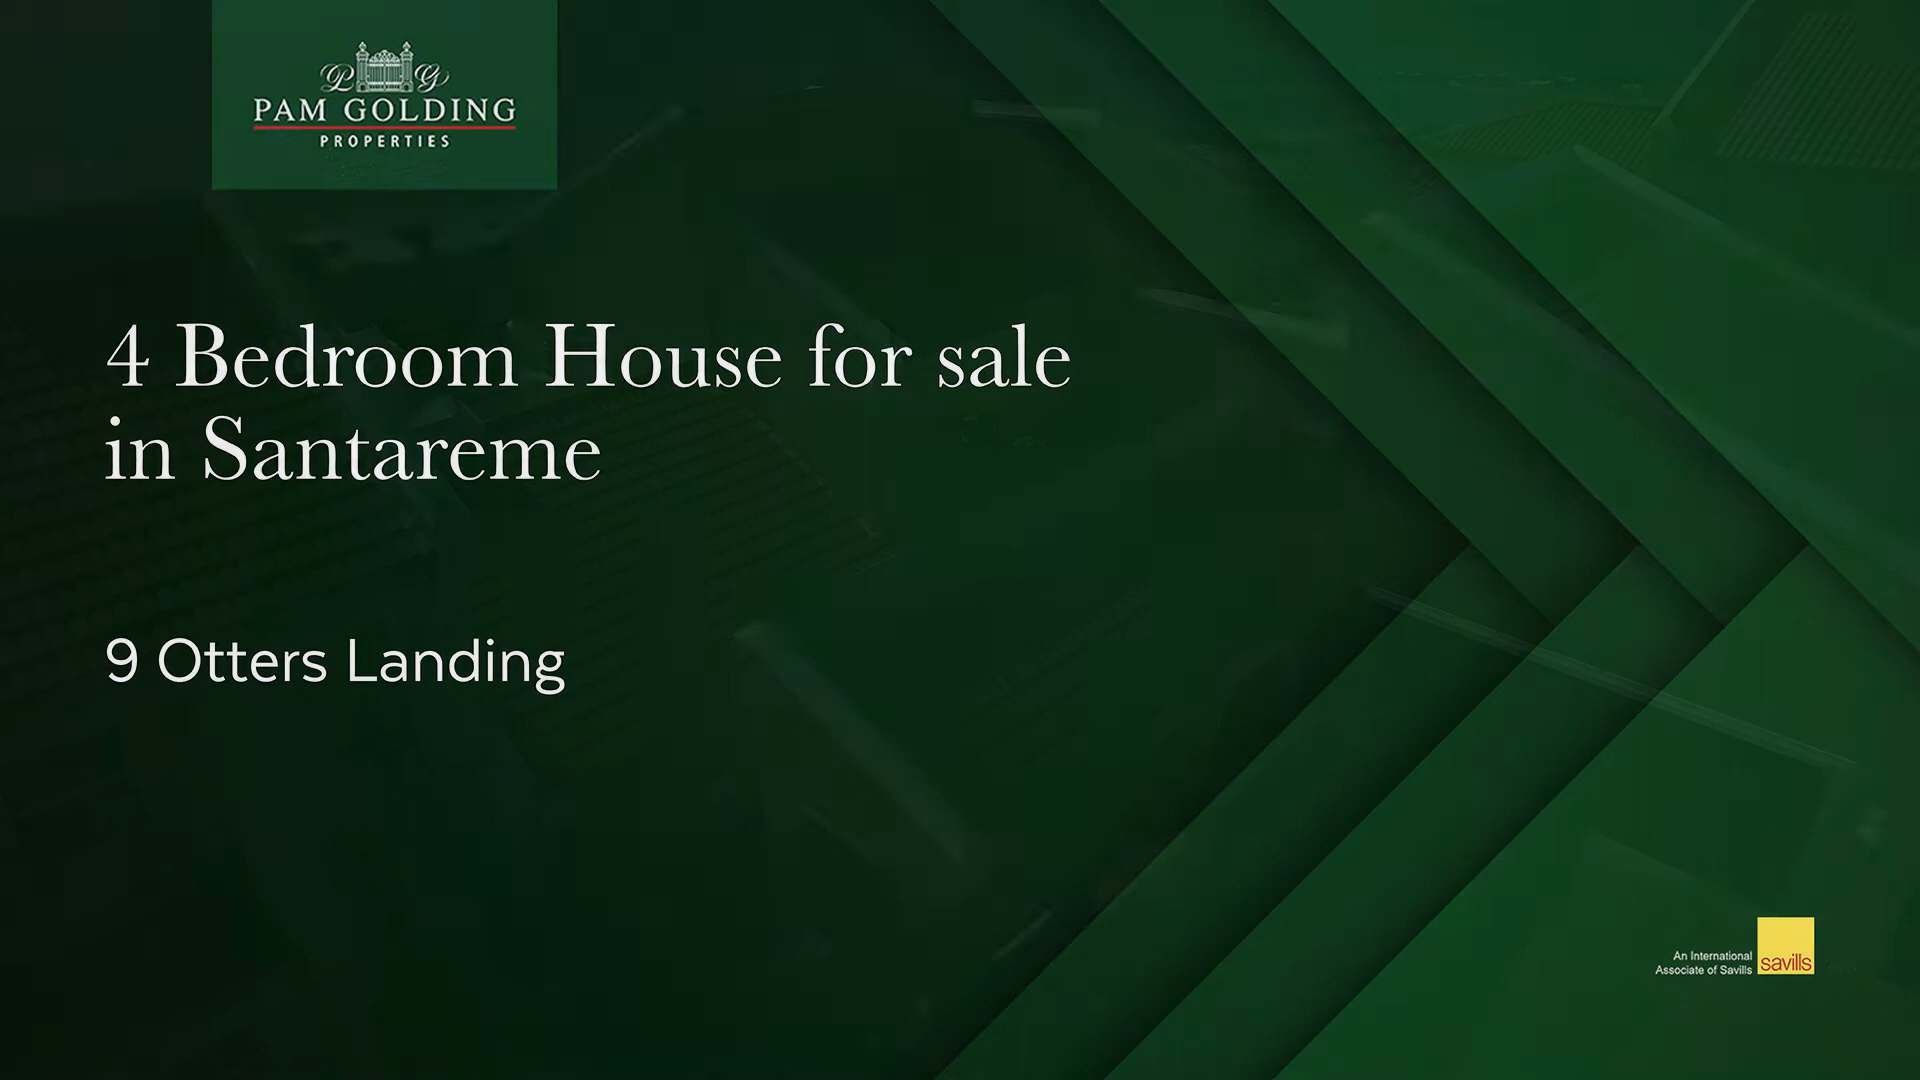 PG
PAM GOLDING
PROPERTIES
4 Bedroom House for sale
in Santareme
9 Otters Landing
An International
Associate of Savills
savills